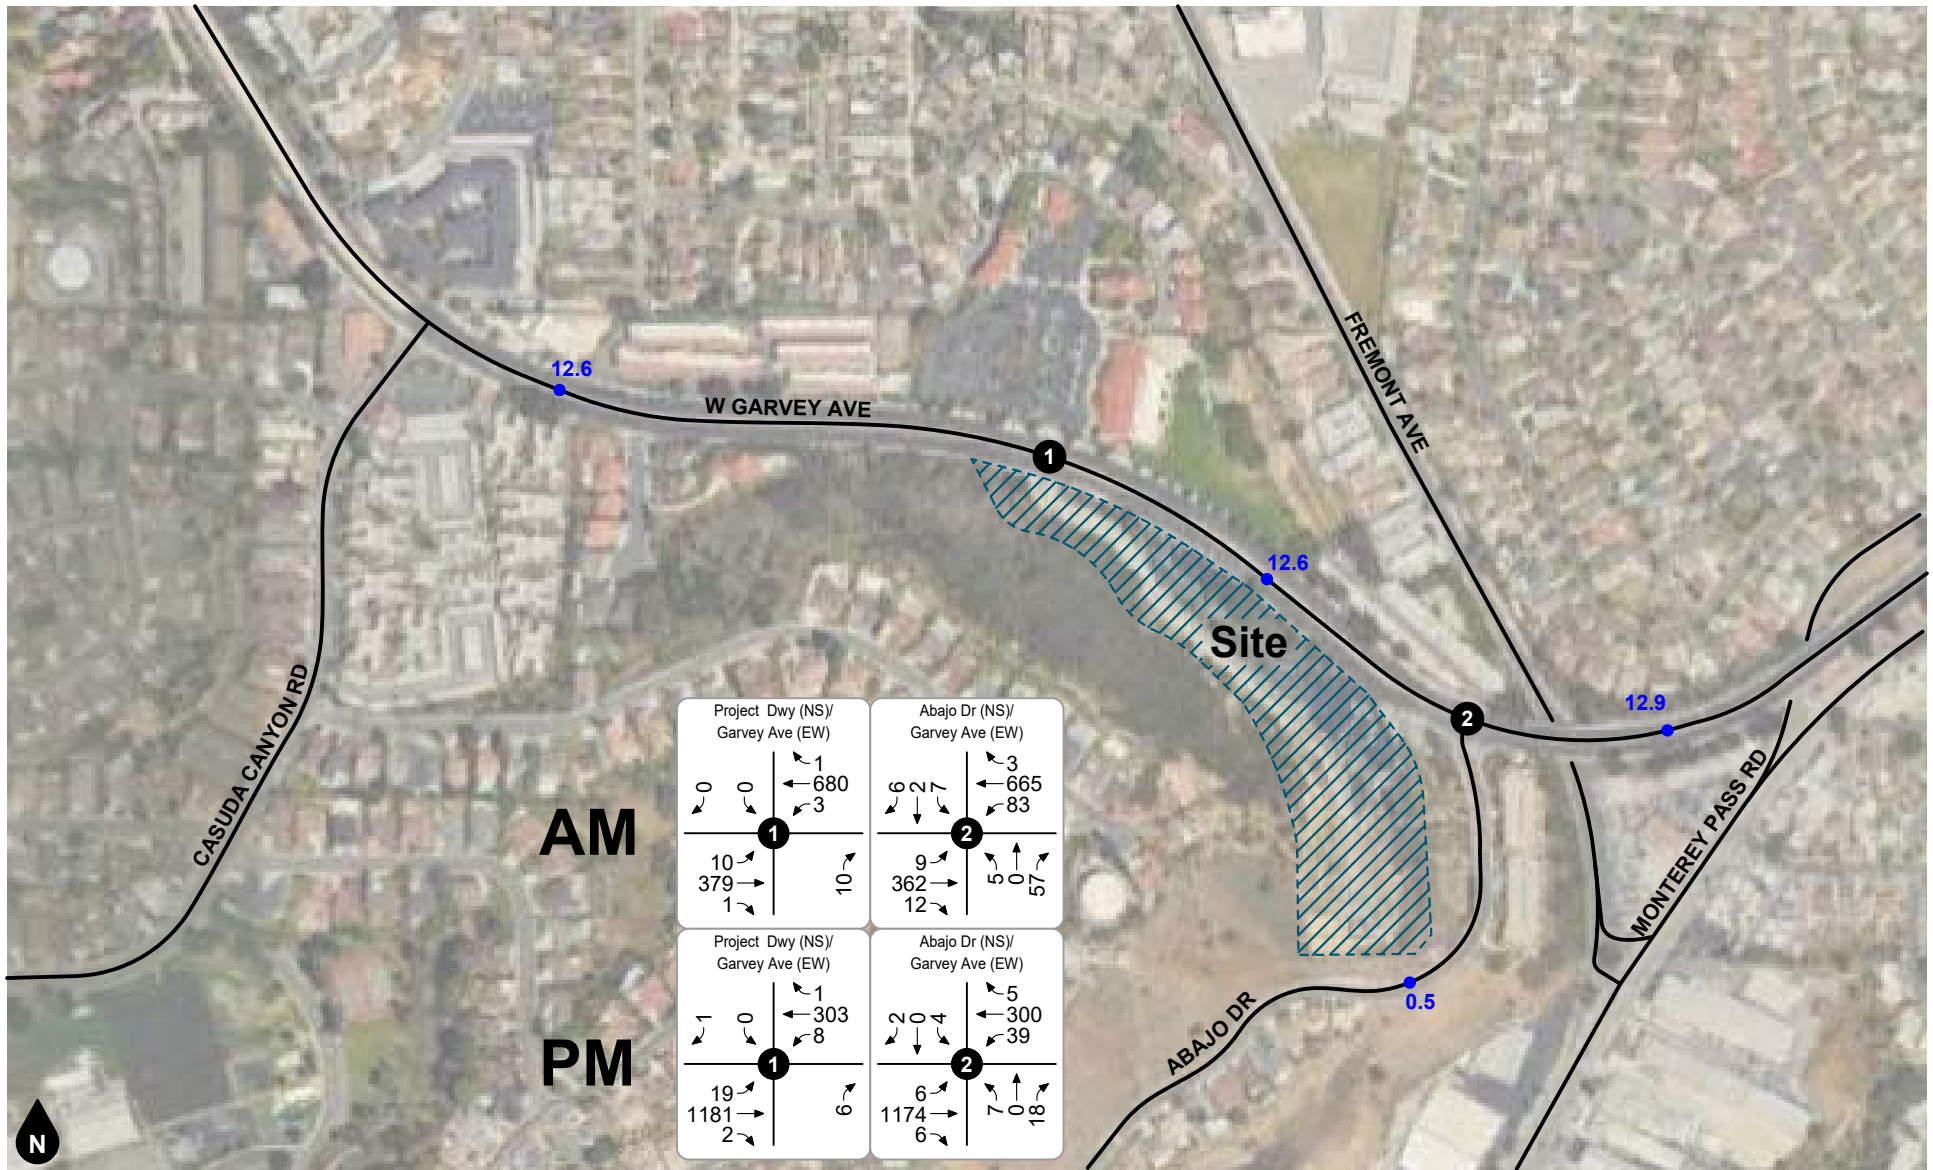 FREMONT AVE
12.6
W GARVEY AVE
1
12.6
Site
2
12.9
CASUDA CANYON RD
MONTEREY PASS RD
0.5
ABAJO DR
AM
Project Dwy (NS)/
Garvey Ave (EW)
0 0
1
680
3
1
10
379
1
10
Abajo Dr (NS)/
Garvey Ave (EW)
6 2 7
3
665
83
2
9
362
12
5 0 57
PM
Project Dwy (NS)/
Garvey Ave (EW)
1 0
1
303
8
1
19
1181
2
6
Abajo Dr (NS)/
Garvey Ave (EW)
2 0 4
5
300
39
2
6
1174
6
7 0 18
N